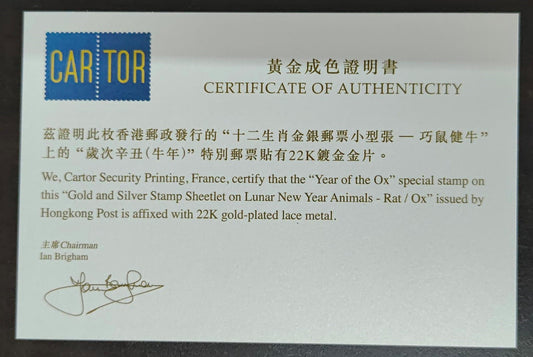 CARTOR
黃金成色證明書
CERTIFICATE OF AUTHENTICITY
茲證明此枚香港郵政發行的“十二生肖金銀郵票小型張 — 巧鼠健牛”
上的“歲次辛丑(牛年)”特別郵票貼有22K鍍金金片。
We, Cartor Security Printing, France, certify that the “Year of the Ox” special stamp on
this “Gold and Silver Stamp Sheetlet on Lunar New Year Animals - Rat / Ox” issued by
Hongkong Post is affixed with 22K gold-plated lace metal.
主席 Chairman
Ian Brigham